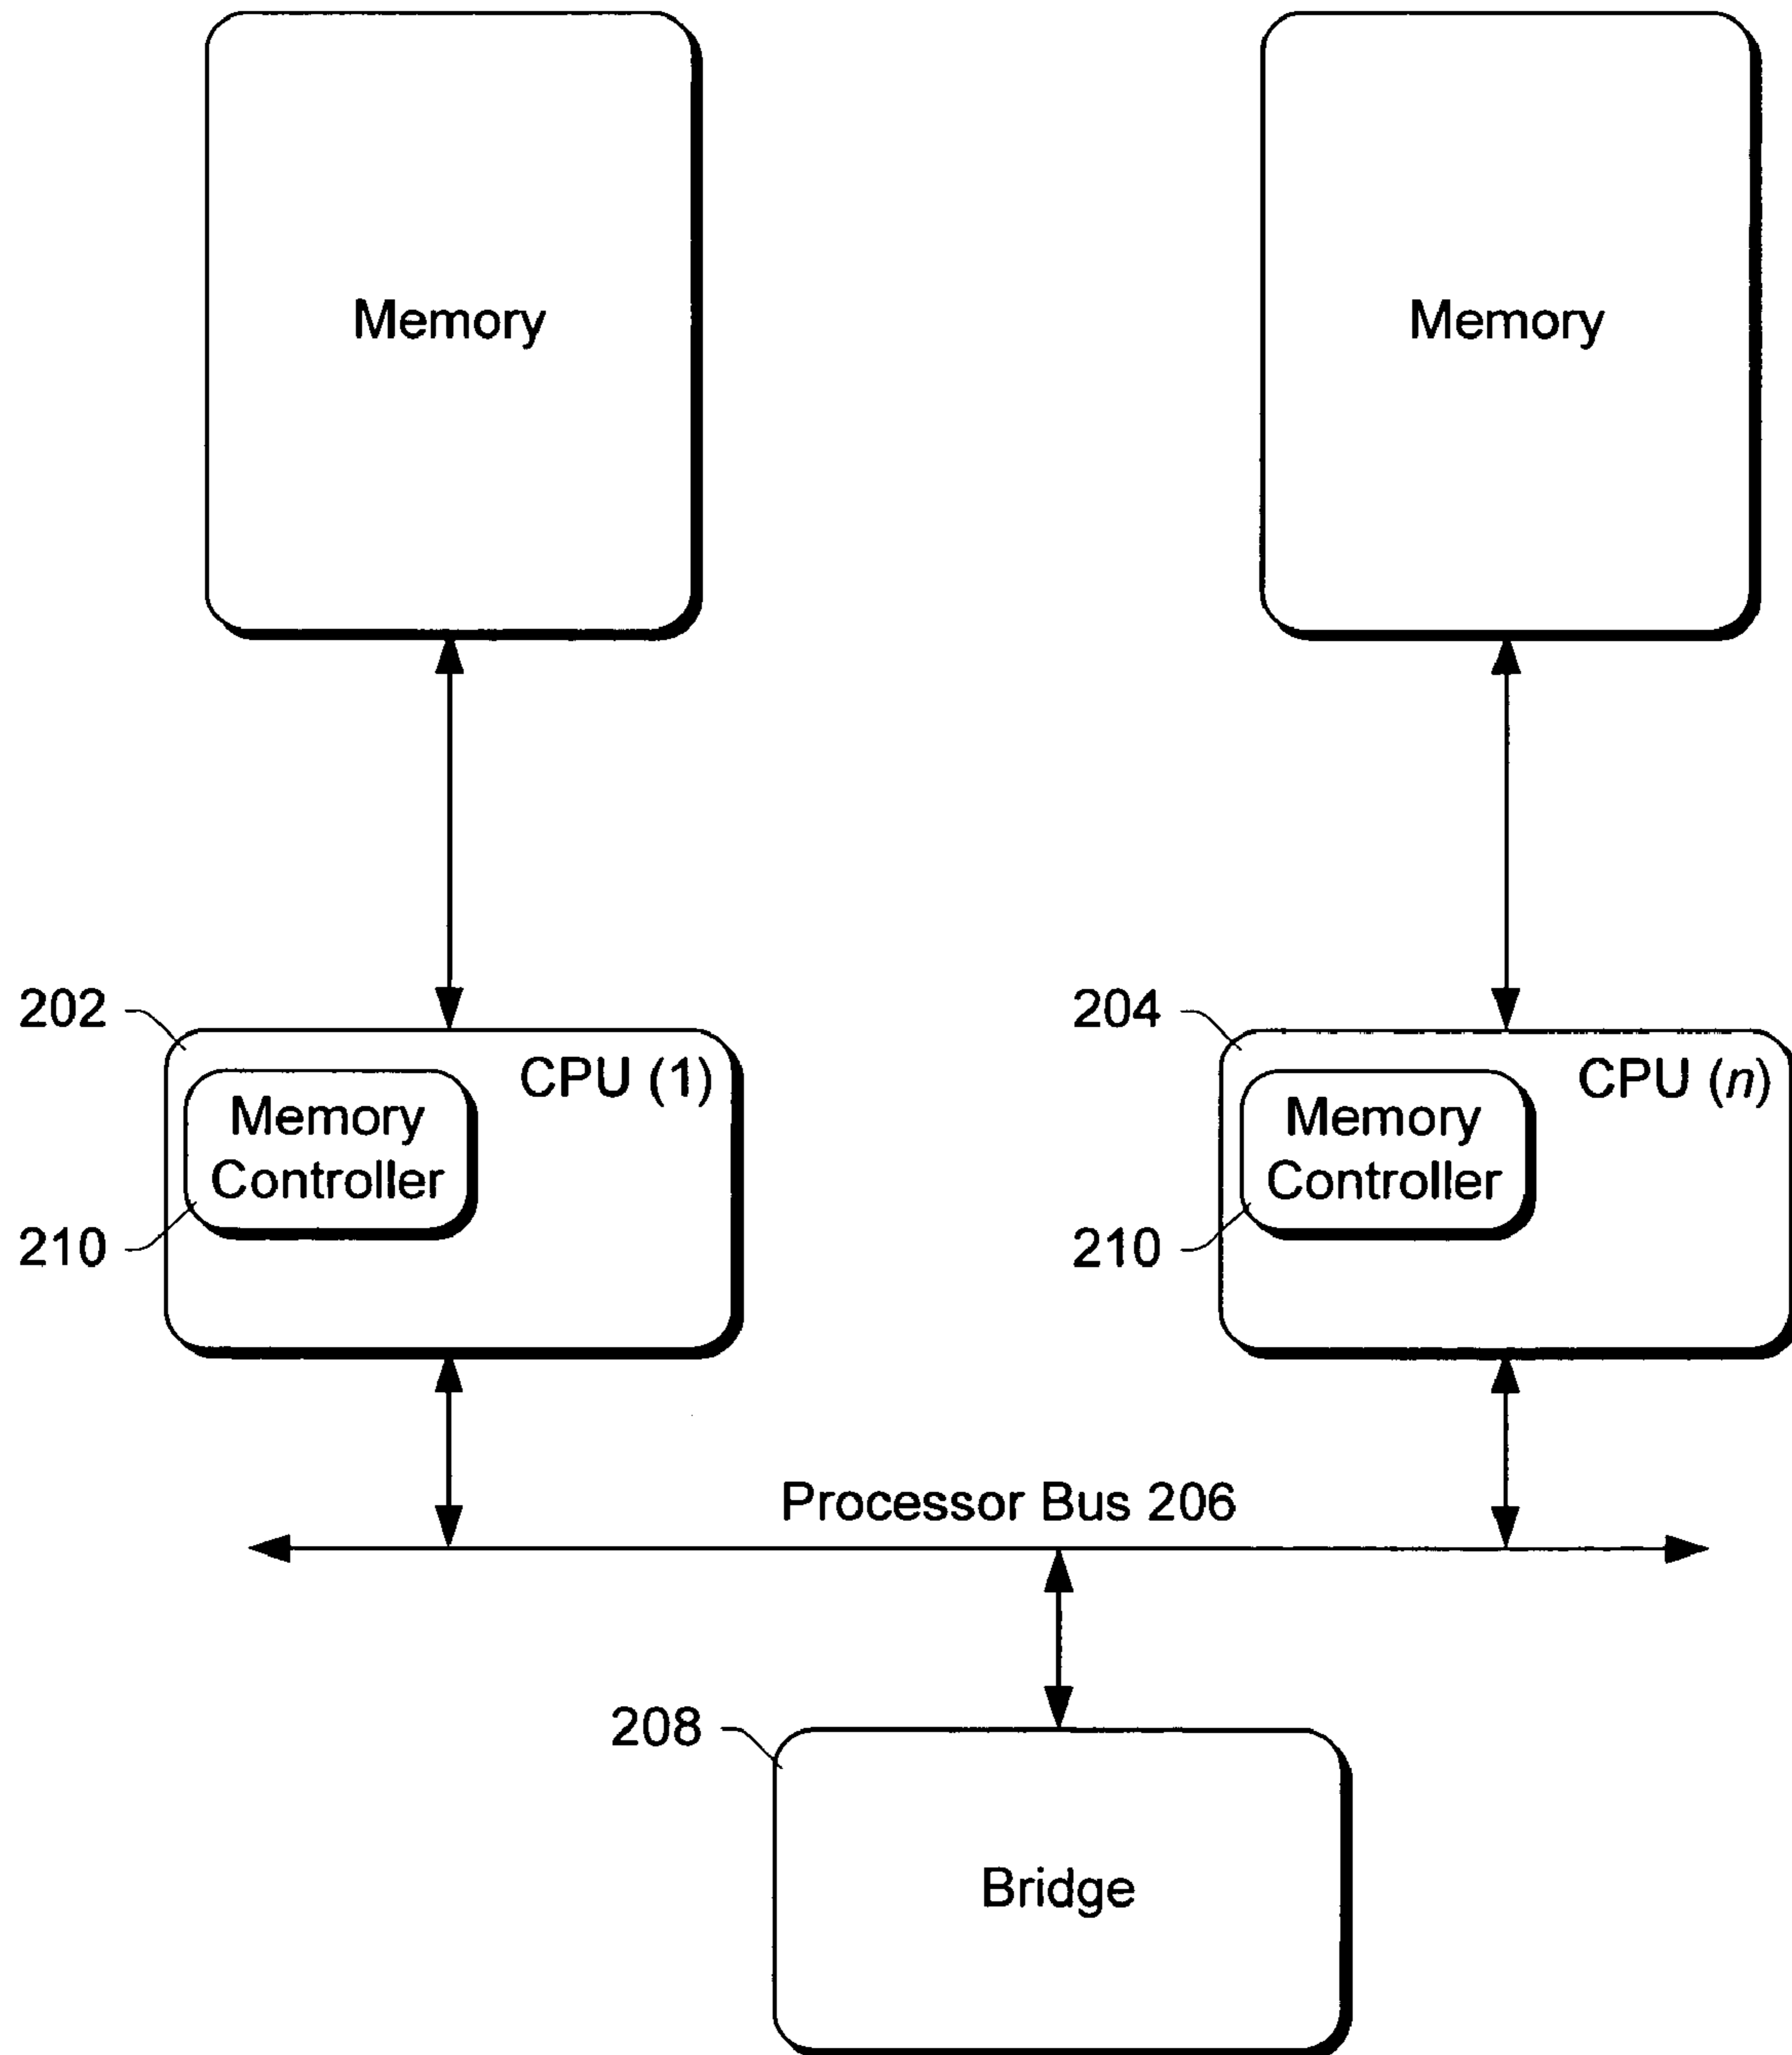 Memory
Memory
202
204
CPU (1)
CPU (n)
Memory
Controller
Memory
Controller
210
210
Processor Bus 206
208
Bridge